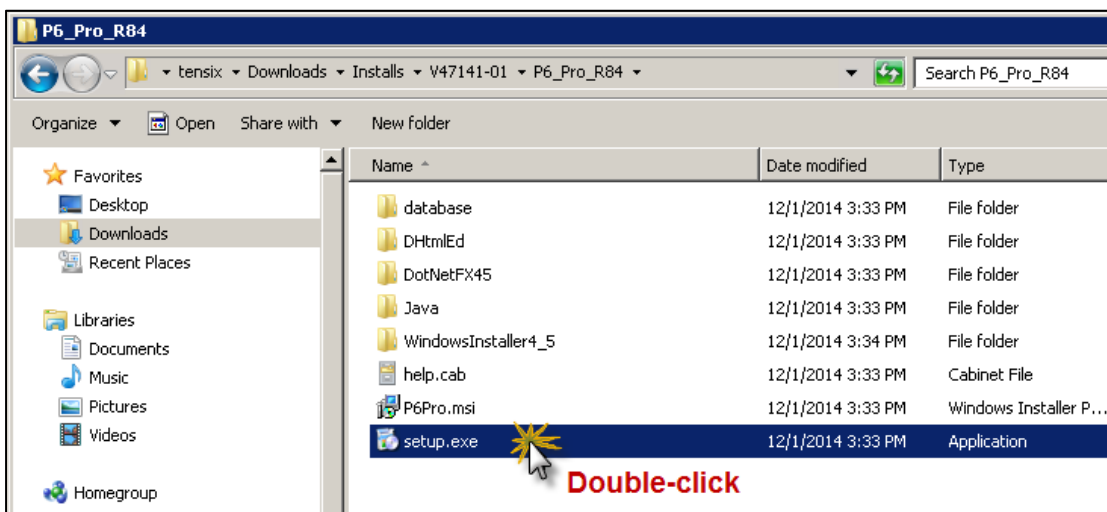 P6_Pro_R84
tensix Downloads Installs V47141-01 P6_Pro_R84
Search P6_Pro_R84
Organize Open Share with New folder
Name Date modified Type
Favorites
Desktop
Downloads
Recent Places
Libraries
Documents
Music
Pictures
Videos
Homegroup
database 12/1/2014 3:33 PM File folder
DHtmlEd 12/1/2014 3:33 PM File folder
DotNetFX45 12/1/2014 3:33 PM File folder
Java 12/1/2014 3:33 PM File folder
WindowsInstaller4_5 12/1/2014 3:34 PM File folder
help.cab 12/1/2014 3:33 PM Cabinet File
P6Pro.msi 12/1/2014 3:33 PM Windows Installer P...
setup.exe 12/1/2014 3:33 PM Application
Double-click